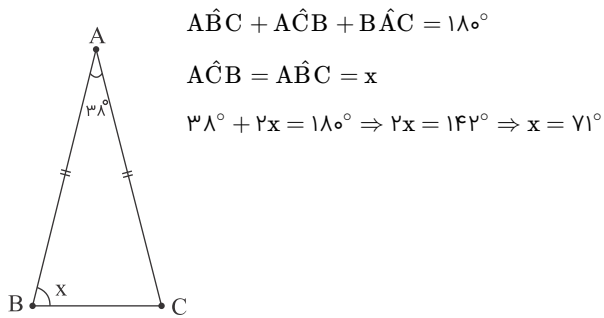 AB̂C + AĈB + BÂC = ۱۸۰°
A
AĈB = AB̂C = x
۳۸°
۳۸° + ۲x = ۱۸۰° ⇒ ۲x = ۱۴۲° ⇒ x = ۷۱°
x
B
C